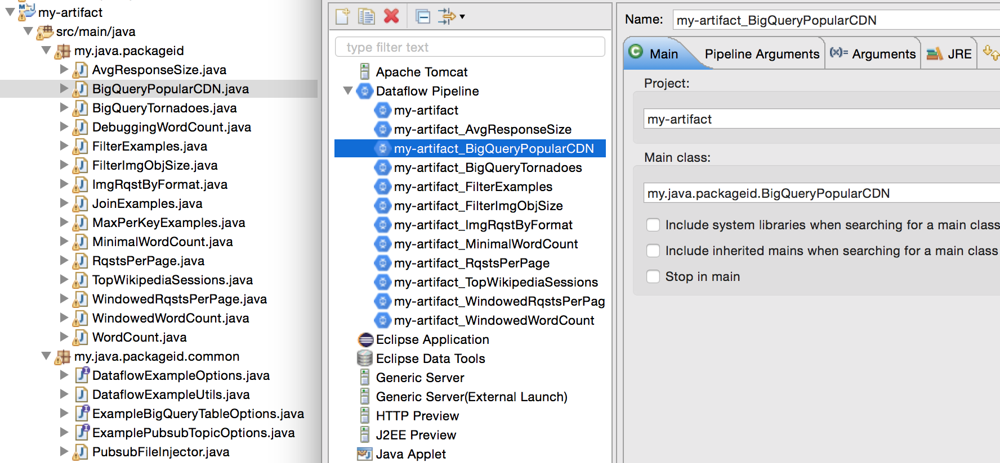 my-artifact
src/main/java
my.java.packageid
AvgResponseSize.java
BigQueryPopularCDN.java
BigQueryTornadoes.java
DebuggingWordCount.java
FilterExamples.java
FilterImgObjSize.java
ImgRqstByFormat.java
JoinExamples.java
MaxPerKeyExamples.java
MinimalWordCount.java
RqstsPerPage.java
TopWikipediaSessions.java
WindowedRqstsPerPage.java
WindowedWordCount.java
WordCount.java
my.java.packageid.common
DataflowExampleOptions.java
DataflowExampleUtils.java
ExampleBigQueryTableOptions.java
ExamplePubsubTopicOptions.java
PubsubFileInjector.java
type filter text
Apache Tomcat
Dataflow Pipeline
my-artifact
my-artifact_AvgResponseSize
my-artifact_BigQueryPopularCDN
my-artifact_BigQueryTornadoes
my-artifact_FilterExamples
my-artifact_FilterImgObjSize
my-artifact_ImgRqstByFormat
my-artifact_MinimalWordCount
my-artifact_RqstsPerPage
my-artifact_TopWikipediaSessions
my-artifact_WindowedRqstsPerPag
my-artifact_WindowedWordCount
Eclipse Application
Eclipse Data Tools
Generic Server
Generic Server(External Launch)
HTTP Preview
J2EE Preview
Java Applet
Name: my-artifact_BigQueryPopularCDN
Main Pipeline Arguments (x)= Arguments JRE
Project:
my-artifact
Main class:
my.java.packageid.BigQueryPopularCDN
Include system libraries when searching for a main class
Include inherited mains when searching for a main class
Stop in main